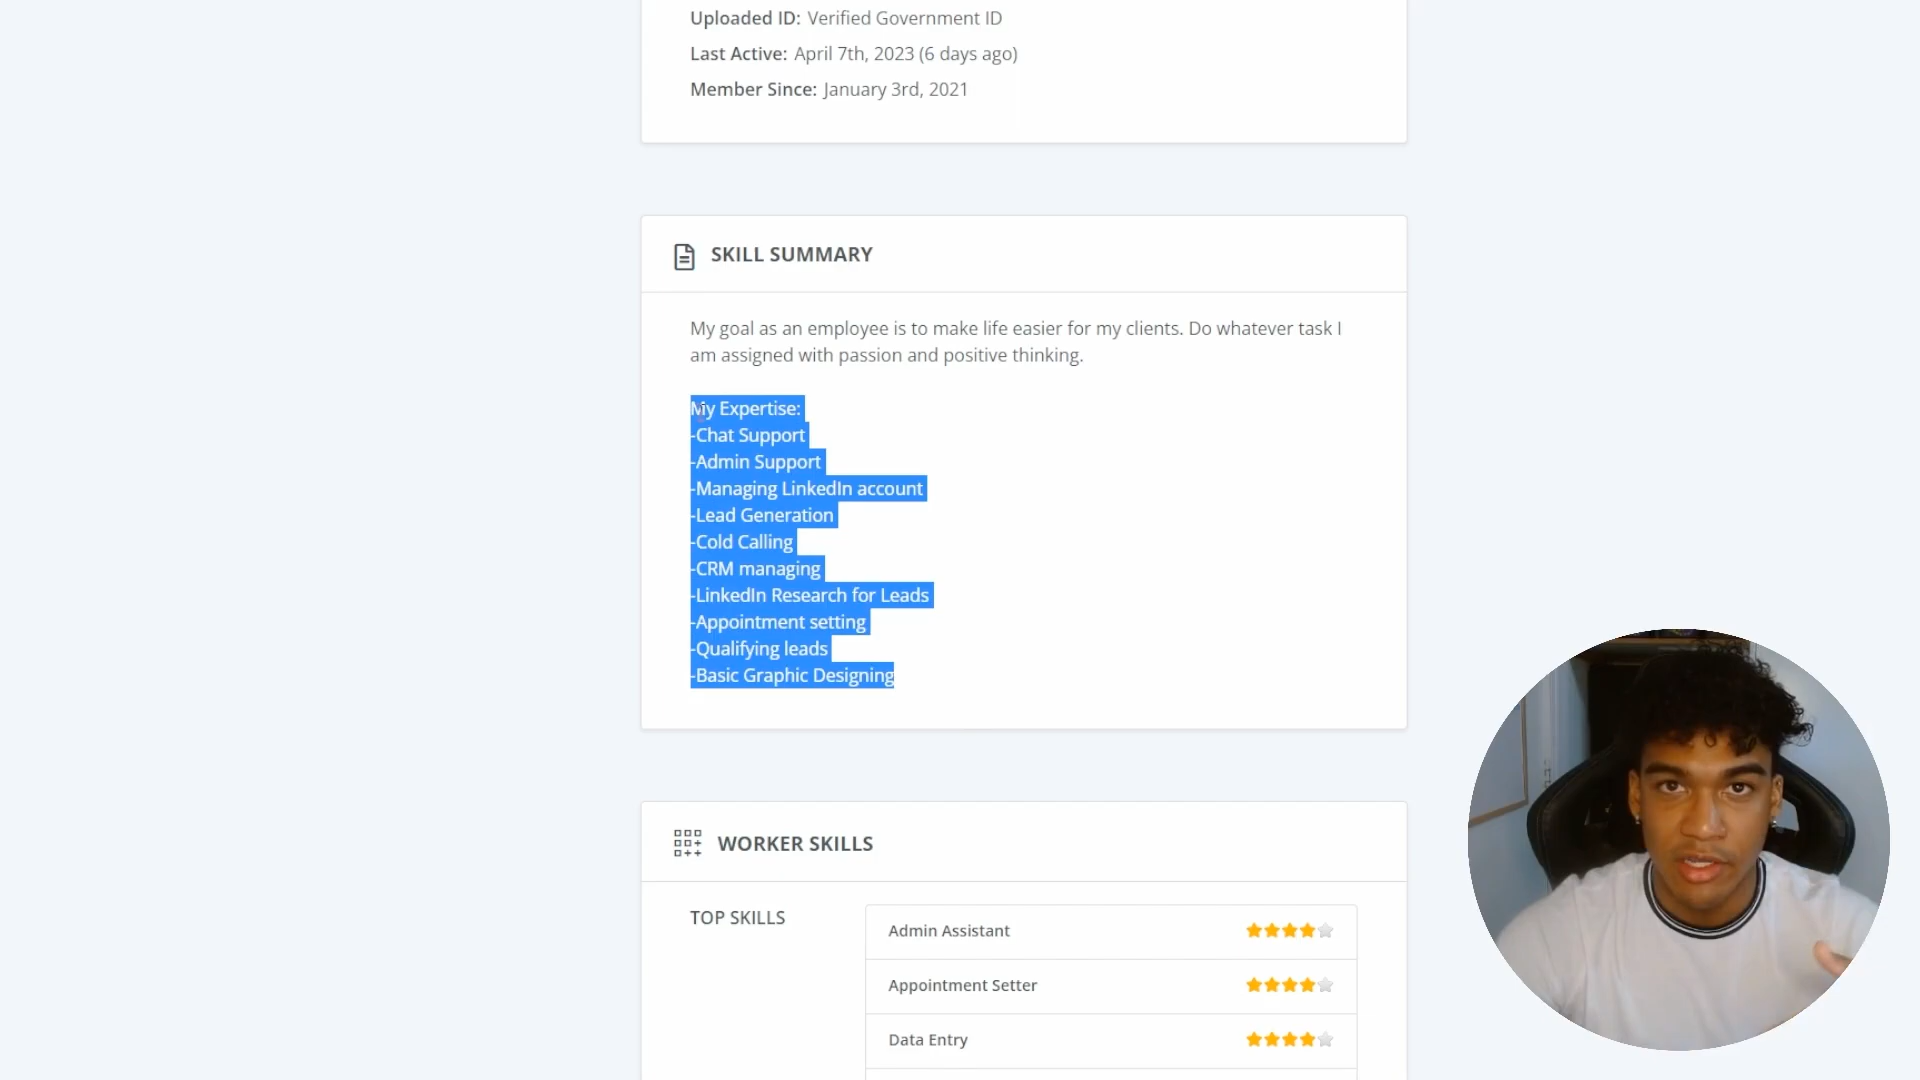 Uploaded ID: Verified Government ID
Last Active: April 7th, 2023 (6 days ago)
Member Since: January 3rd, 2021
SKILL SUMMARY
My goal as an employee is to make life easier for my clients. Do whatever task I
am assigned with passion and positive thinking.
My Expertise:
-Chat Support
-Admin Support
-Managing LinkedIn account
-Lead Generation
-Cold Calling
-CRM managing
-LinkedIn Research for Leads
-Appointment setting
-Qualifying leads
-Basic Graphic Designing
WORKER SKILLS
TOP SKILLS
Admin Assistant
Appointment Setter
Data Entry